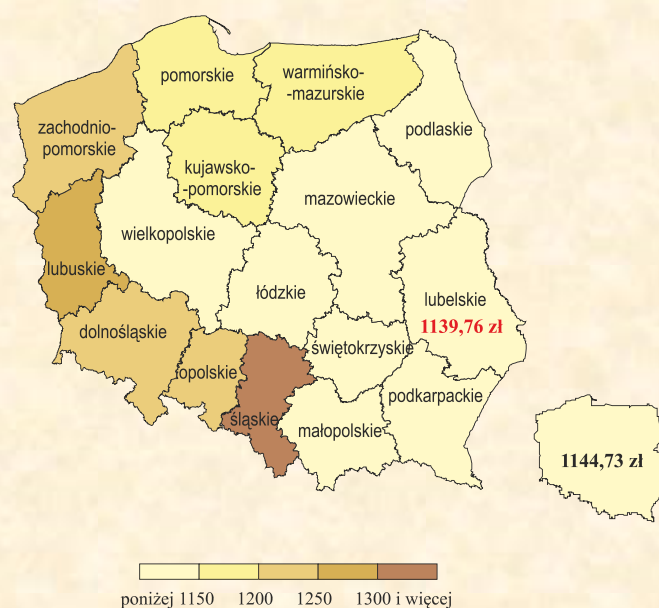 pomorskie
warmińsko-
-mazurskie
zachodnio-
pomorskie
podlaskie
kujawsko-
-pomorskie
mazowieckie
wielkopolskie
lubuskie
łódzkie
lubelskie
1139,76 zł
dolnośląskie
świętokrzyskie
opolskie
podkarpackie
śląskie
małopolskie
1144,73 zł
poniżej 1150 1200 1250 1300 i więcej